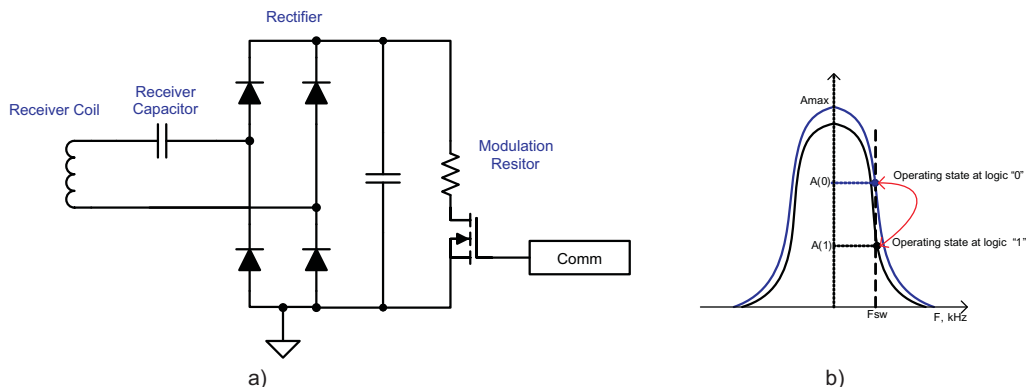 Rectifier
Receiver Coil
Receiver
Capacitor
Modulation
Resitor
Comm
a)
Amax
A(0)
Operating state at logic “0”
A(1)
Operating state at logic “1”
Fsw
F, kHz
b)